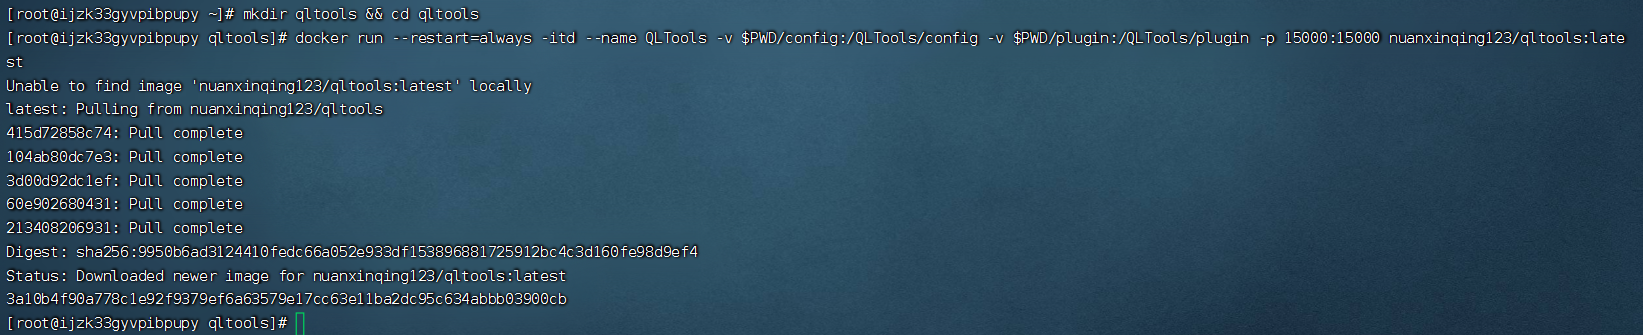 [root@ijzk33gyvpibpupy ~]# mkdir qltools && cd qltools
[root@ijzk33gyvpibpupy qltools]# docker run --restart=always -itd --name QLTools -v $PWD/config:/QLTools/config -v $PWD/plugin:/QLTools/plugin -p 15000:15000 nuanxinqing123/qltools:late
st
Unable to find image 'nuanxinqing123/qltools:latest' locally
latest: Pulling from nuanxinqing123/qltools
415d72858c74: Pull complete
104ab80dc7e3: Pull complete
3d00d92dc1ef: Pull complete
60e902680431: Pull complete
213408206931: Pull complete
Digest: sha256:9950b6ad3124410fedc66a052e933df153896881725912bc4c3d160fe98d9ef4
Status: Downloaded newer image for nuanxinqing123/qltools:latest
3a10b4f90a778c1e92f9379ef6a63579e17cc63e11ba2dc95c634abbb03900cb
[root@ijzk33gyvpibpupy qltools]#